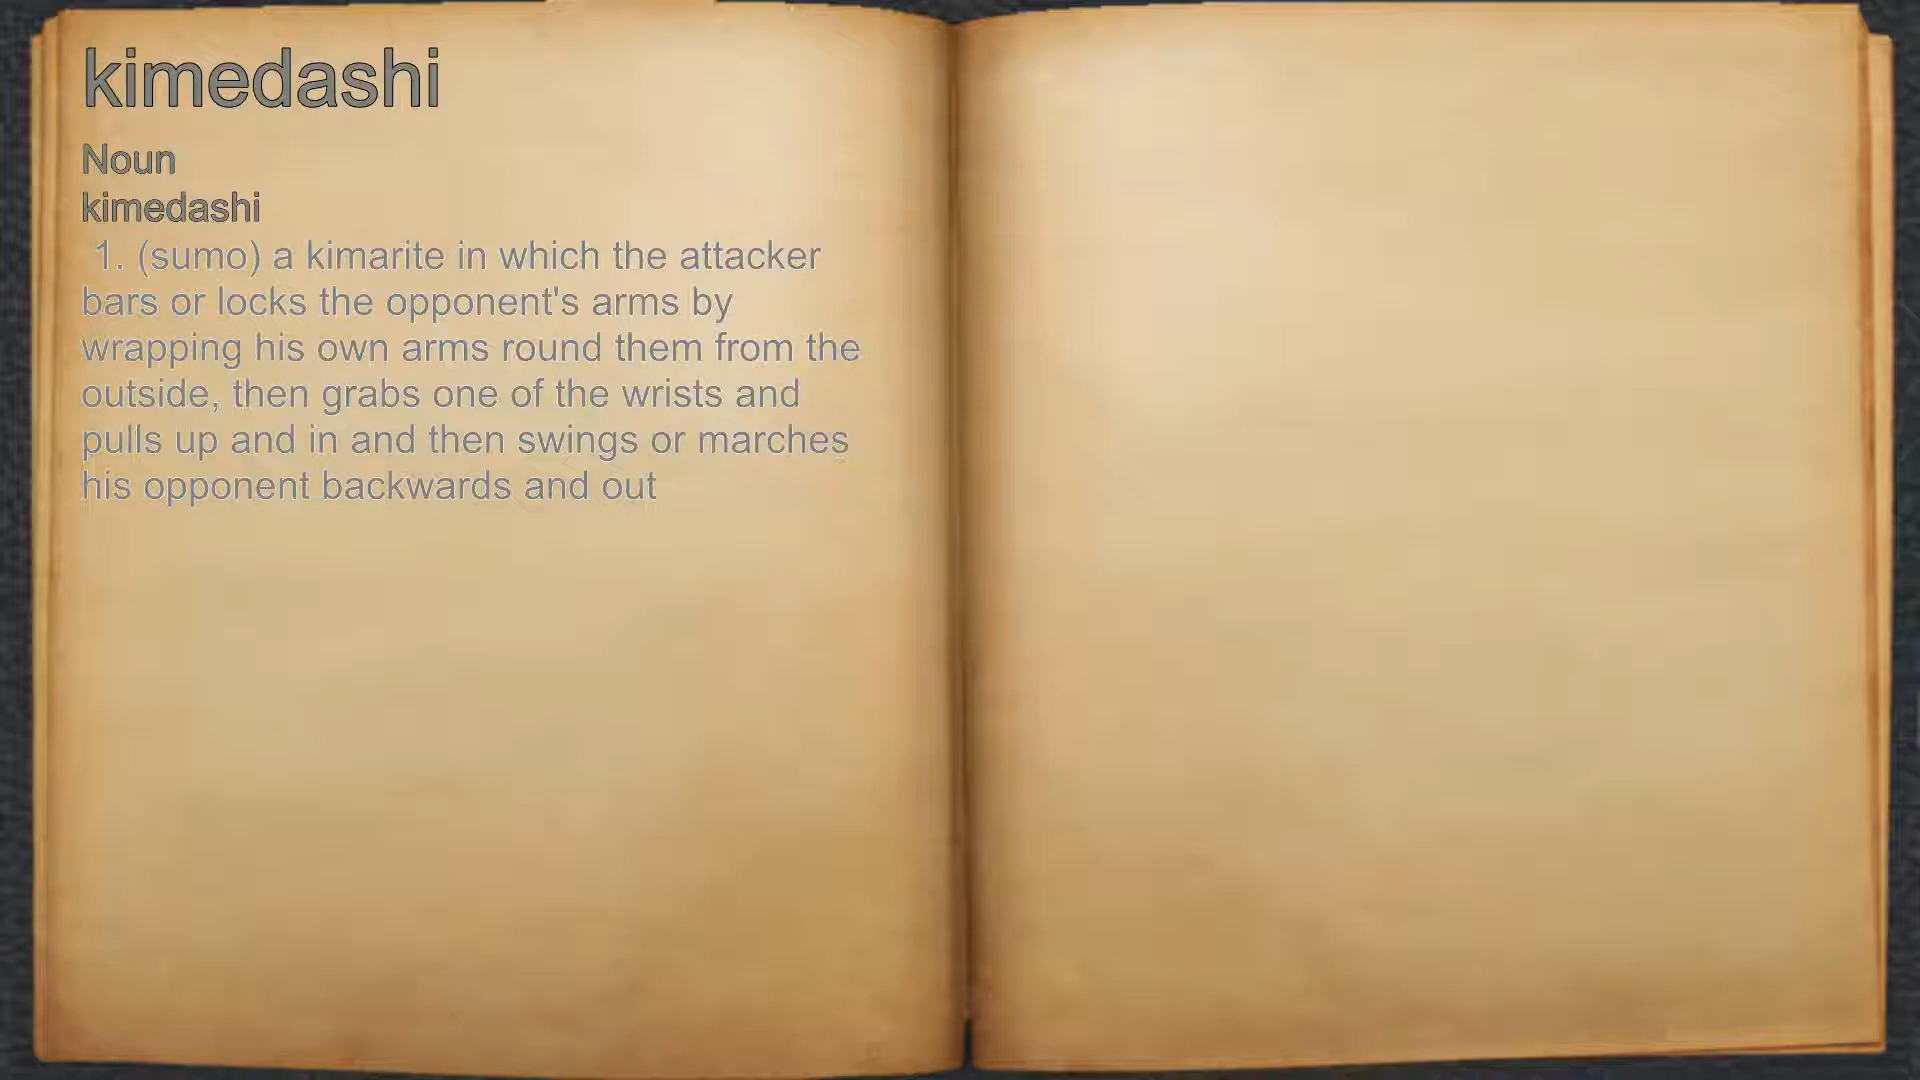 kimedashi
Noun
kimedashi
1. (sumo) a kimarite in which the attacker
bars or locks the opponent's arms by
wrapping his own arms round them from the
outside, then grabs one of the wrists and
pulls up and in and then swings or marches
his opponent backwards and out